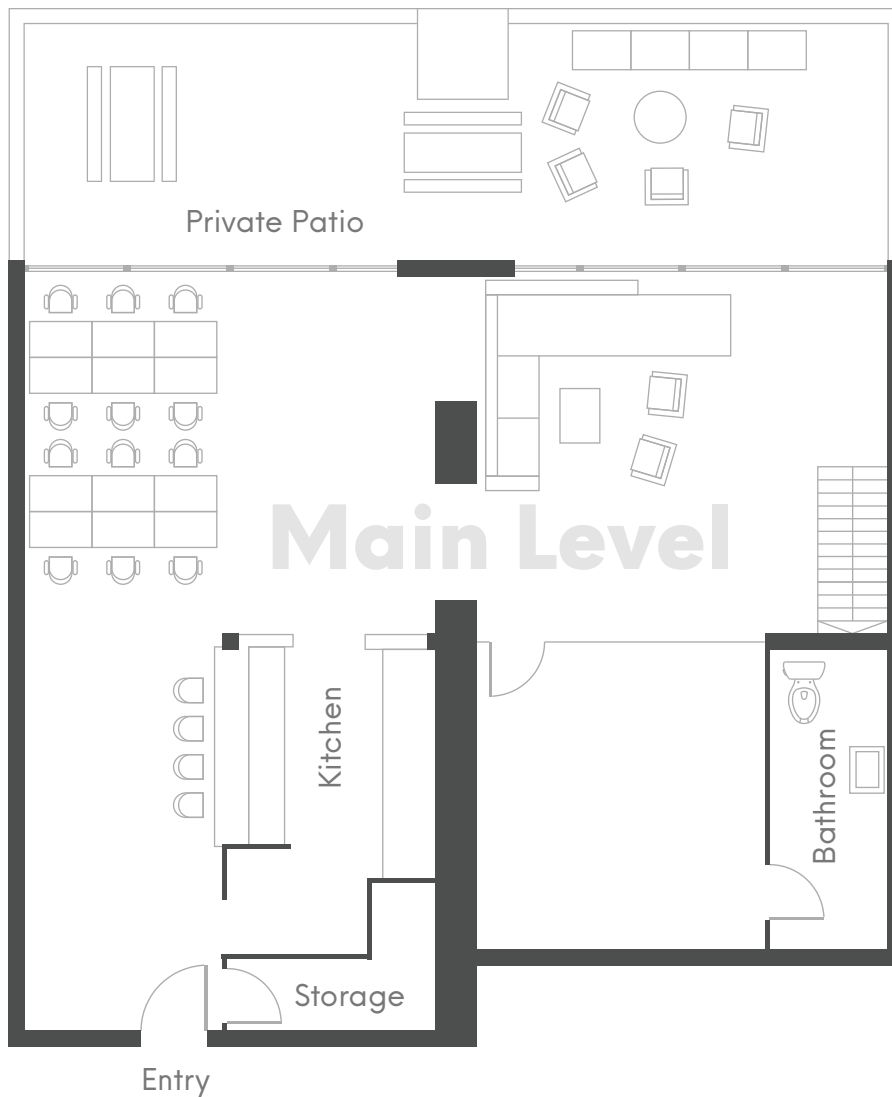 Private Patio
Main Level
Kitchen
Bathroom
Storage
Entry